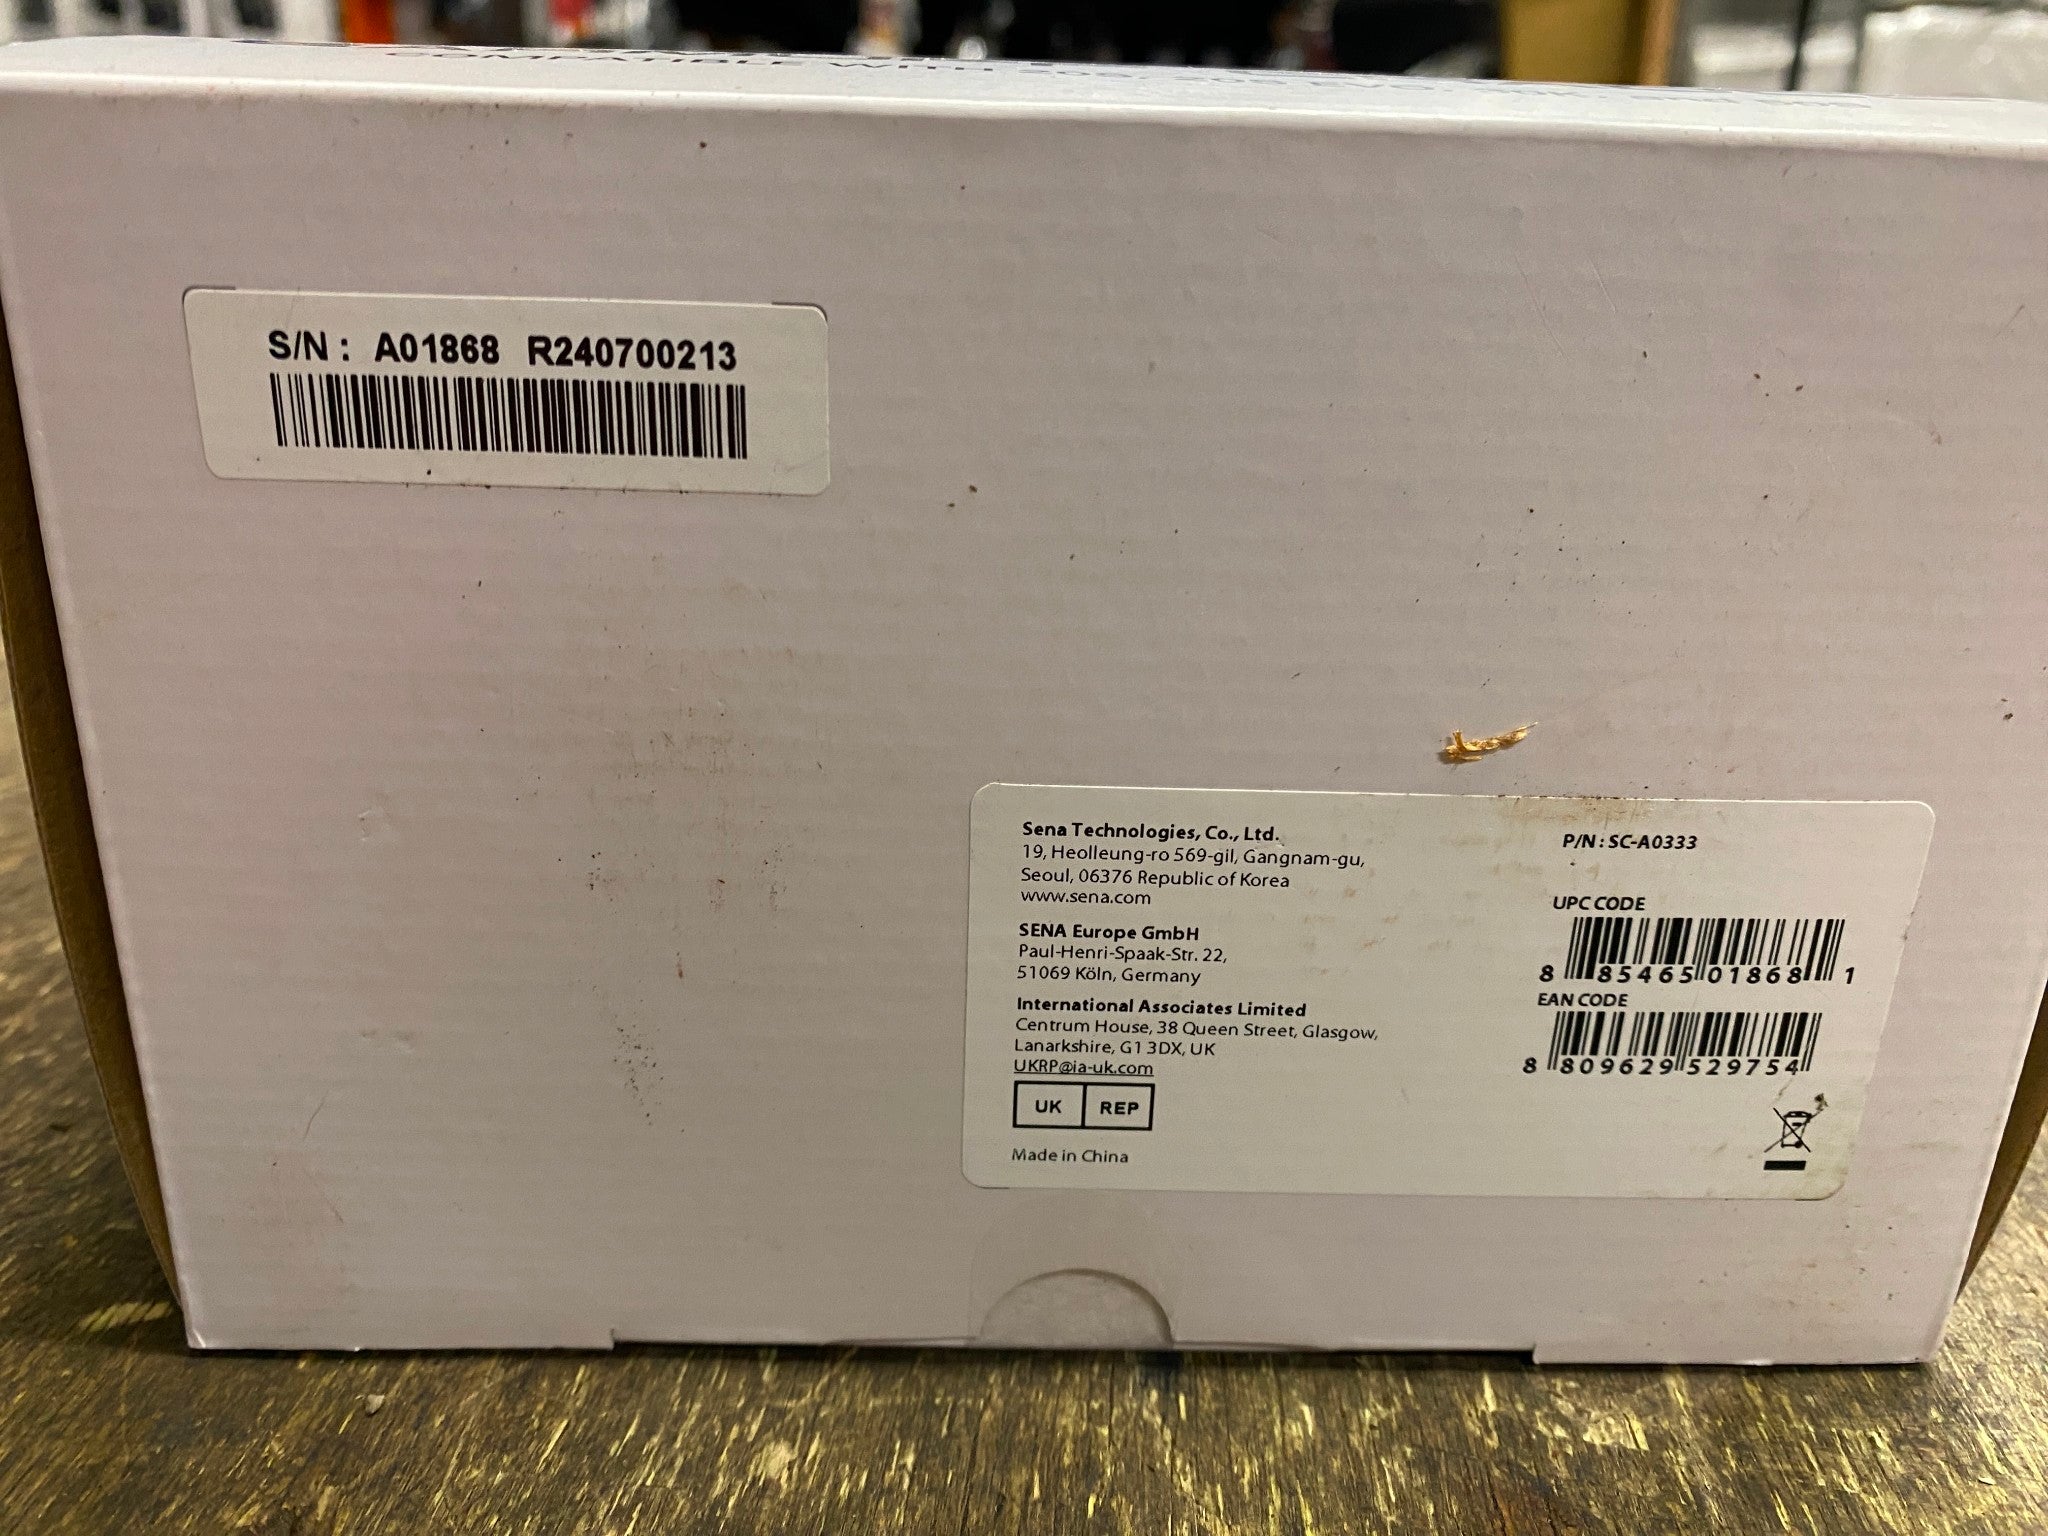 COMPATIBLE WITH
S/N : A01868 R240700213
Sena Technologies, Co., Ltd.
19, Heolleung-ro 569-gil, Gangnam-gu,
Seoul, 06376 Republic of Korea
www.sena.com
SENA Europe GmbH
Paul-Henri-Spaak-Str. 22,
51069 Köln, Germany
International Associates Limited
Centrum House, 38 Queen Street, Glasgow,
Lanarkshire, G1 3DX, UK
UKRP@ia-uk.com
UK REP
Made in China
P/N : SC-A0333
UPC CODE
8 85465 01868 1
EAN CODE
8 809629 529754